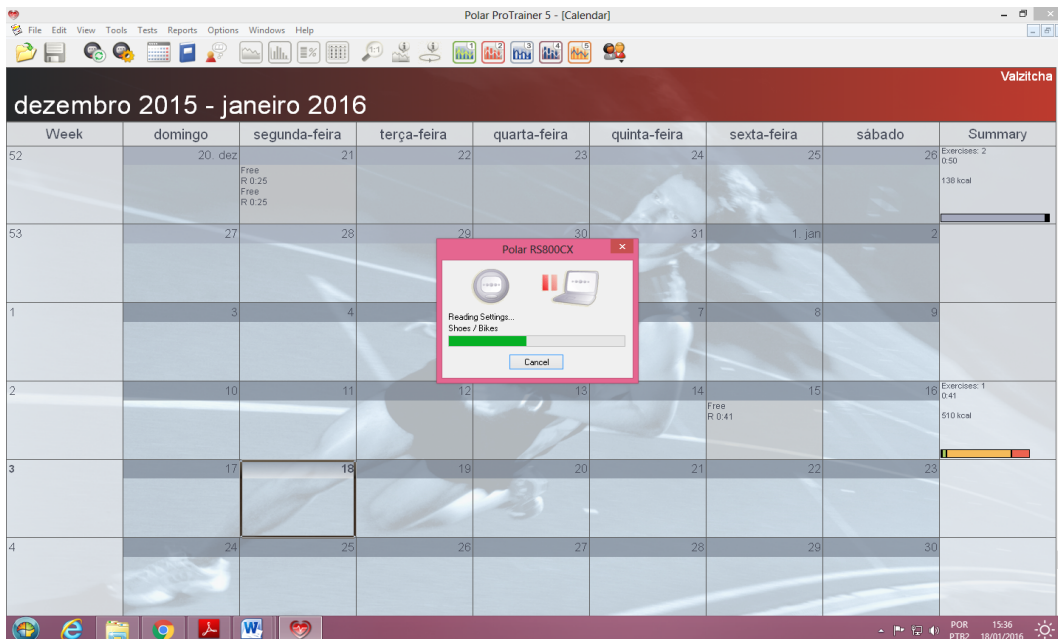 Polar ProTrainer 5 - [Calendar]
File Edit View Tools Tests Reports Options Windows Help
Valzitcha
dezembro 2015 - janeiro 2016
Week domingo segunda-feira terça-feira quarta-feira quinta-feira sexta-feira sábado Summary
52 20. dez 21 22 23 24 25 26 Exercises: 2
0:50
Free
R 0:25
Free
R 0:25
138 kcal
53 27 28 29 30 31 1. jan 2
Polar RS800CX
Reading Settings...
Shoes / Bikes
Cancel
1 3 4 7 8 9
2 10 11 12 13 14 15 16 Exercises: 1
0:41
Free
R 0:41
510 kcal
3 17 18 19 20 21 22 23
4 24 25 26 27 28 29 30
POR 15:36
PTB2 18/01/2016